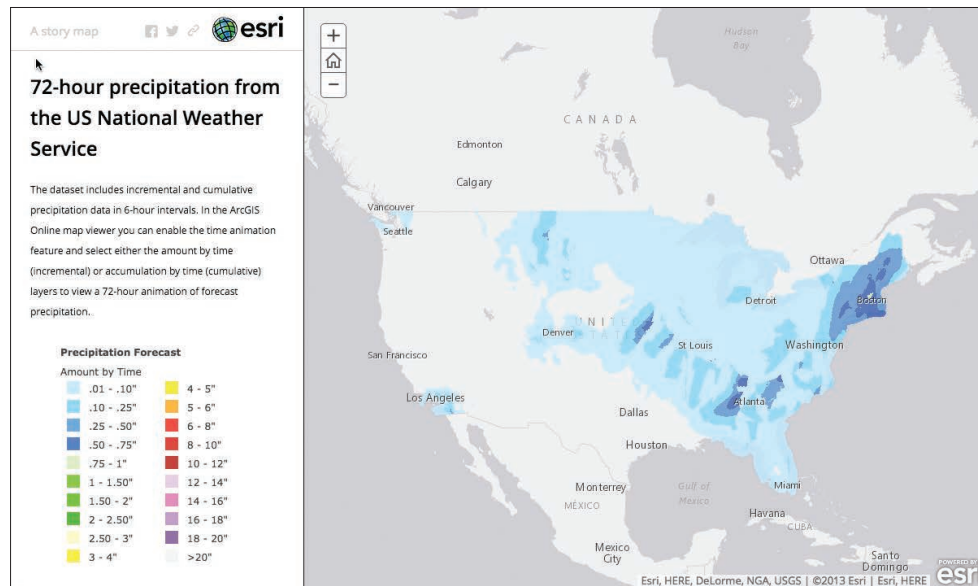 A story map
esri
72-hour precipitation from
the US National Weather
Service
The dataset includes incremental and cumulative
precipitation data in 6-hour intervals. In the ArcGIS
Online map viewer you can enable the time animation
feature and select either the amount by time
(incremental) or accumulation by time (cumulative)
layers to view a 72-hour animation of forecast
precipitation.
Precipitation Forecast
Amount by Time
.01 - .10"
.10 - .25"
.25 - .50"
.50 - .75"
.75 - 1"
1 - 1.50"
1.50 - 2"
2 - 2.50"
2.50 - 3"
3 - 4"
4 - 5"
5 - 6"
6 - 8"
8 - 10"
10 - 12"
12 - 14"
14 - 16"
16 - 18"
18 - 20"
>20"
+
−
Hudson
Bay
CANADA
Edmonton
Calgary
Vancouver
Seattle
Ottawa
Boston
Detroit
UNITED
Denver
St Louis
Washington
San Francisco
Los Angeles
Atlanta
Dallas
Houston
Monterrey
MÉXICO
Gulf of
Mexico
Miami
Havana
CUBA
Mexico
City
Santo
Domingo
Esri, HERE, DeLorme, NGA, USGS | ©2013 Esri | Esri, HERE
POWERED BY
esri